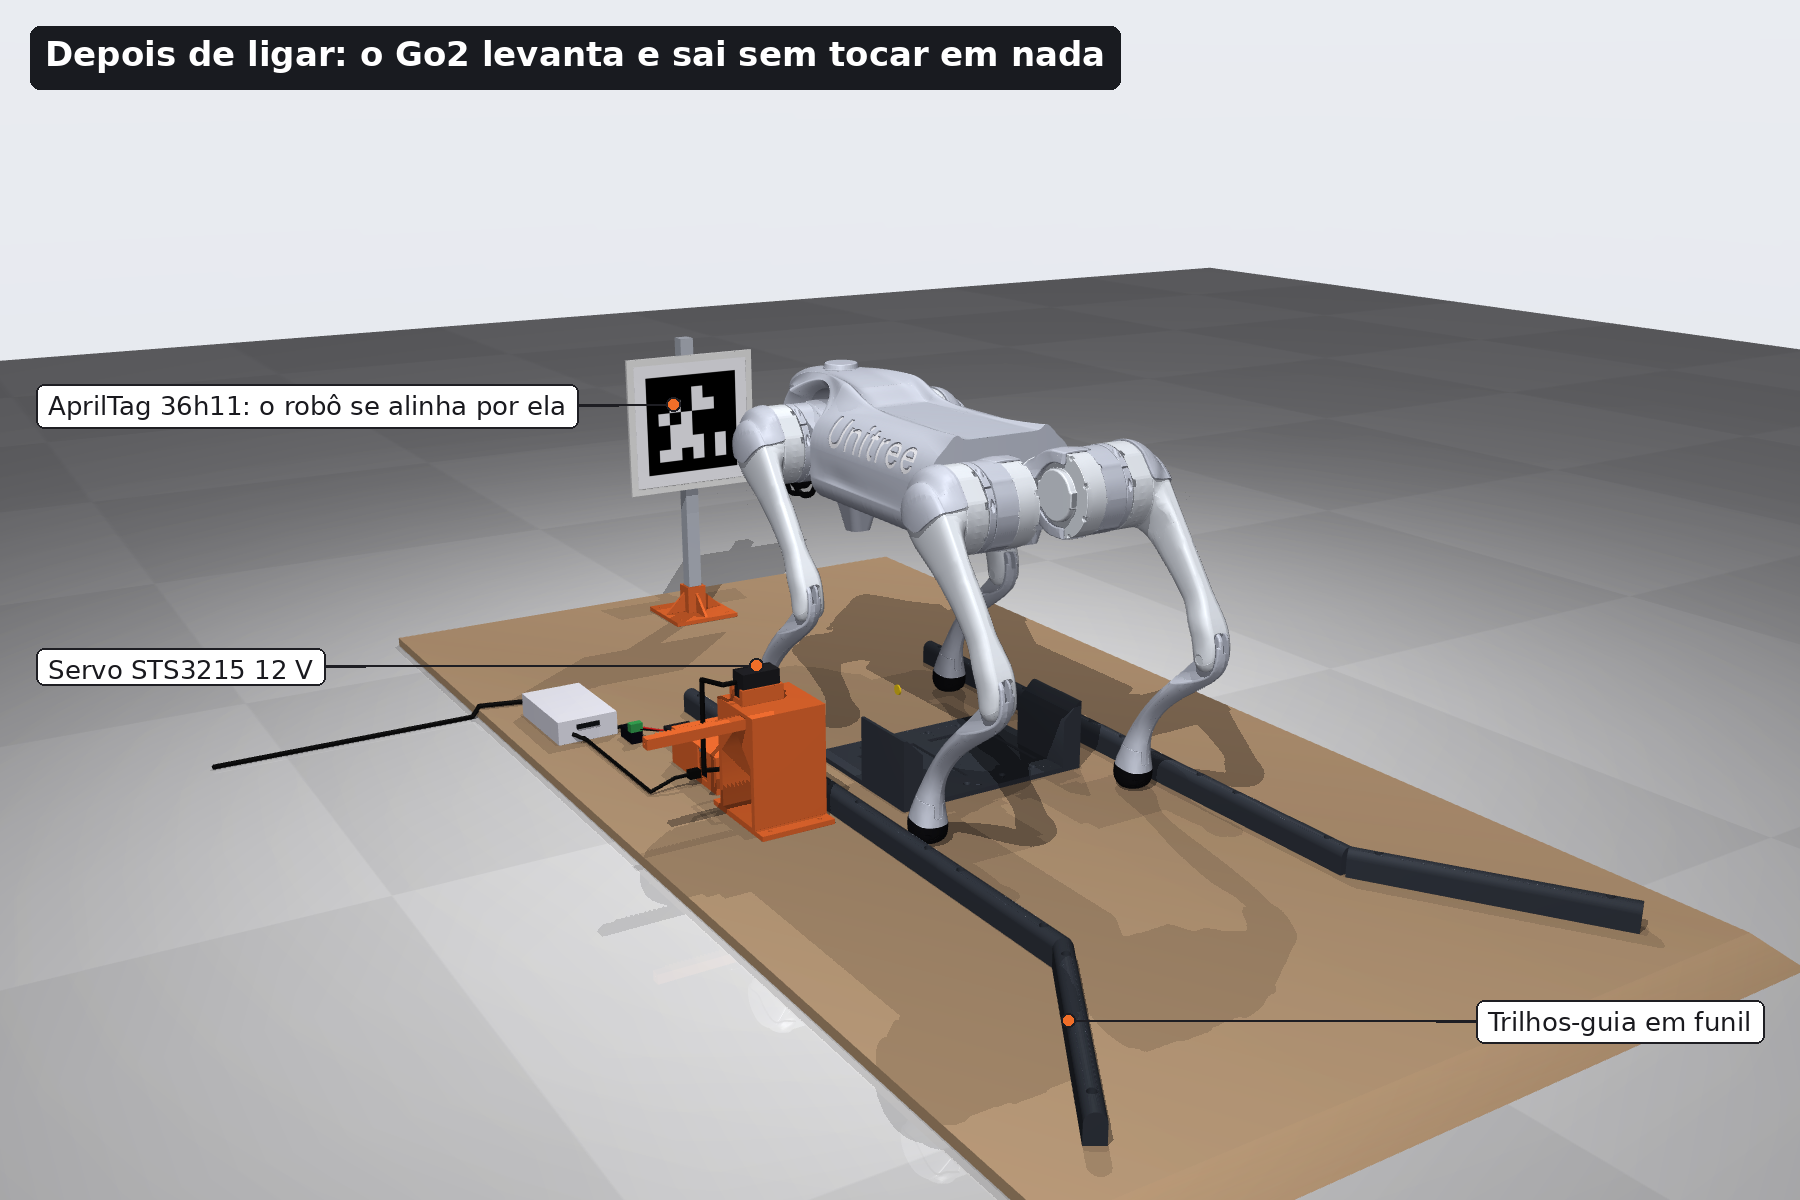 Depois de ligar: o Go2 levanta e sai sem tocar em nada
AprilTag 36h11: o robô se alinha por ela
Unitree
Servo STS3215 12 V
Trilhos-guia em funil